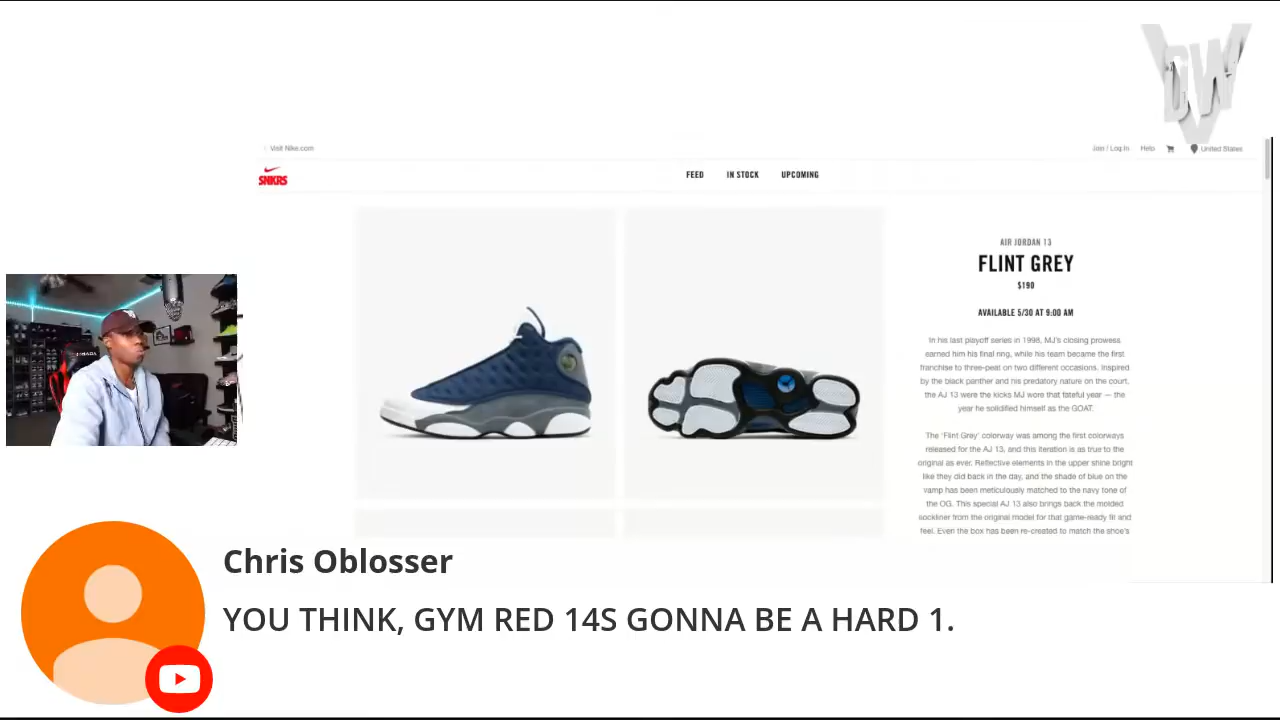 VDW
Visit Nike.com
Join / Log In Help United States
SNKRS
FEED IN STOCK UPCOMING
AIR JORDAN 13
FLINT GREY
$190
AVAILABLE 5/30 AT 9:00 AM
In his last playoff series in 1998, MJ's closing prowess
earned him his final ring, while his team became the first
franchise to three-peat on two different occasions. Inspired
by the black panther and his predatory nature on the court,
the AJ 13 were the kicks MJ wore that fateful year — the
year he solidified himself as the GOAT.
The 'Flint Grey' colorway was among the first colorways
released for the AJ 13, and this iteration is as true to the
original as ever. Reflective elements in the upper shine bright
like they did back in the day, and the shade of blue on the
vamp has been meticulously matched to the navy tone of
the OG. This special AJ 13 also brings back the molded
sockliner from the original model for that game-ready fit and
feel. Even the box has been re-created to match the shoe's
Chris Oblosser
YOU THINK, GYM RED 14S GONNA BE A HARD 1.